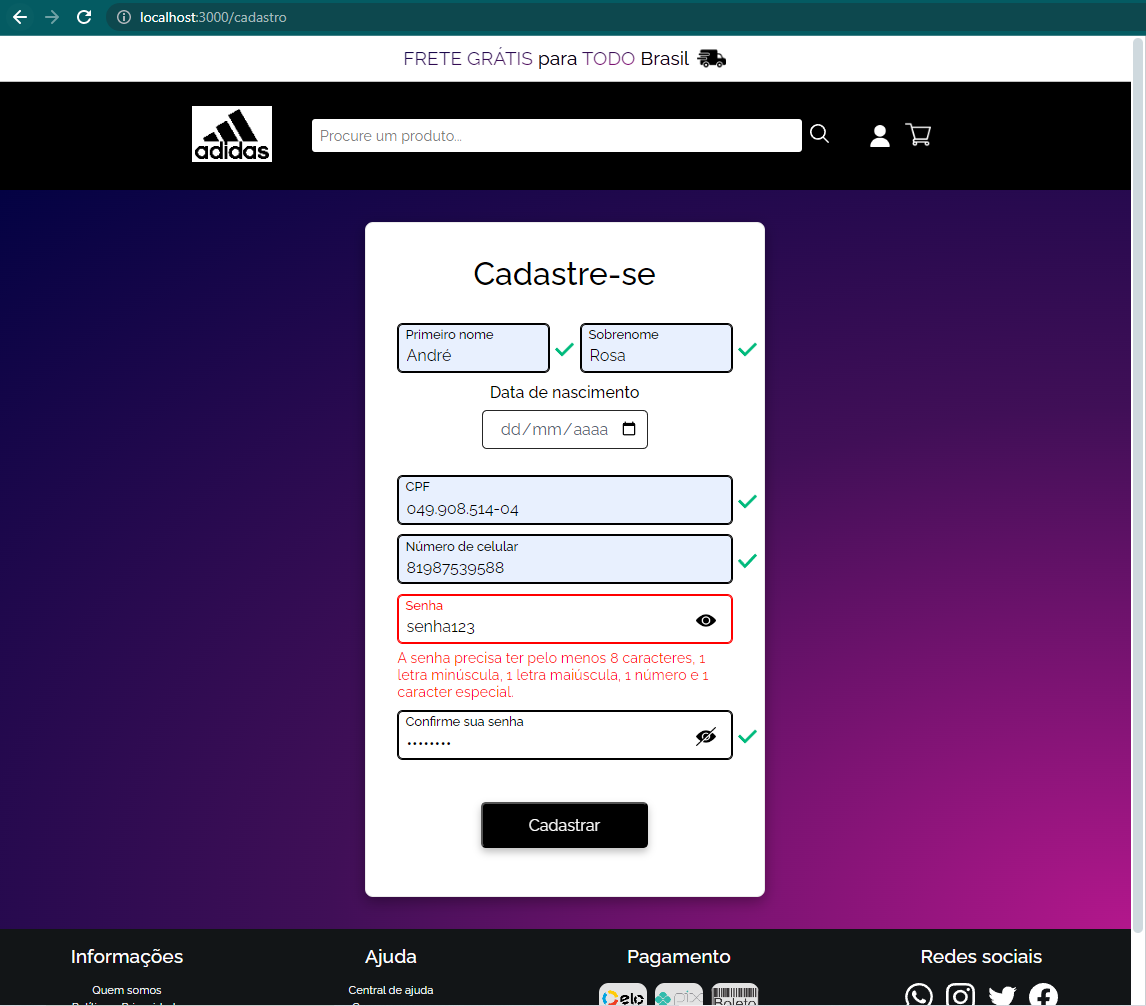 localhost:3000/cadastro
FRETE GRÁTIS para TODO Brasil
adidas
Procure um produto...
Cadastre-se
Primeiro nome
André
Sobrenome
Rosa
Data de nascimento
dd/mm/aaaa
CPF
049.908.514-04
Número de celular
81987539588
Senha
senha123
A senha precisa ter pelo menos 8 caracteres, 1
letra minúscula, 1 letra maiúscula, 1 número e 1
caracter especial.
Confirme sua senha
••••••••
Cadastrar
Informações
Ajuda
Pagamento
Redes sociais
Quem somos
Central de ajuda
elo
pix
Boleto